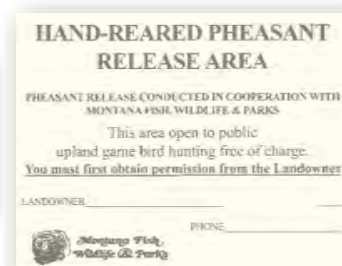 HAND-REARED PHEASANT
RELEASE AREA
PHEASANT RELEASE CONDUCTED IN COOPERATION WITH
MONTANA FISH, WILDLIFE & PARKS
This area open to public
upland game bird hunting free of charge.
You must first obtain permission from the Landowner
LANDOWNER
PHONE
Montana Fish,
Wildlife & Parks